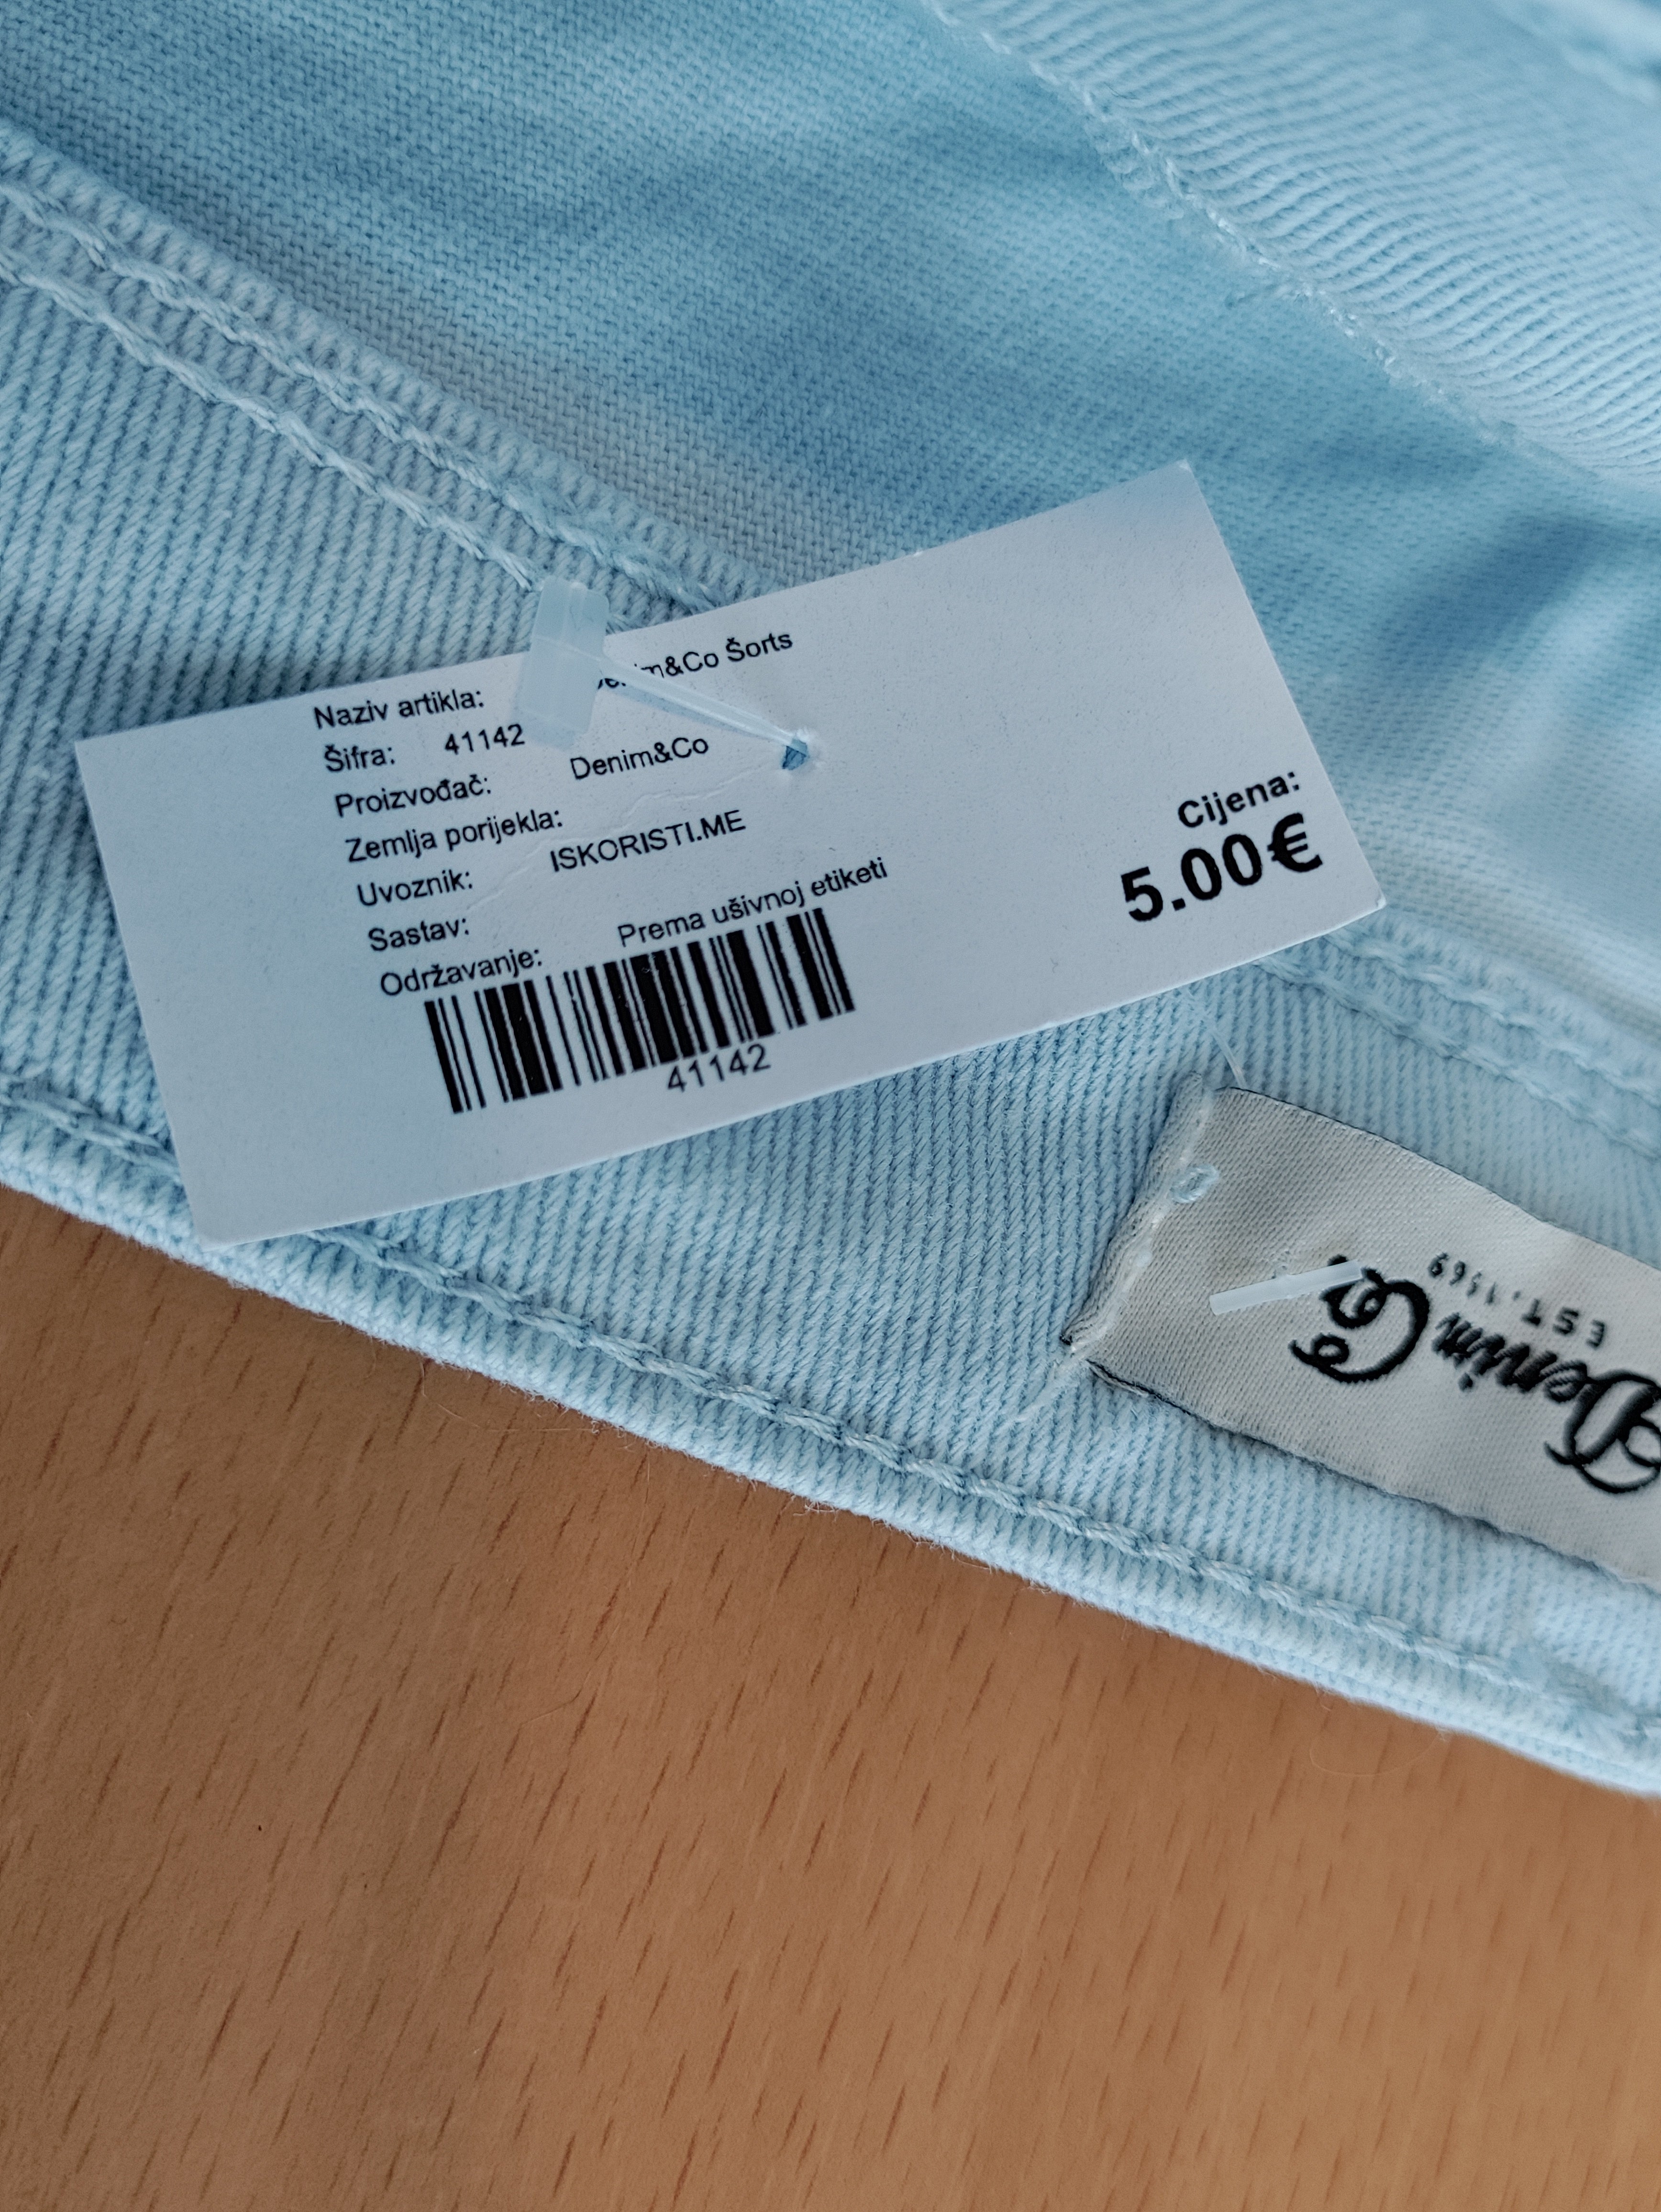 Naziv artikla: Denim&Co Šorts
Šifra: 41142
Proizvođač: Denim&Co
Zemlja porijekla:
Uvoznik: ISKORISTI.ME
Sastav:
Održavanje: Prema ušivnoj etiketi
41142
Cijena:
5.00€
Denim Co
EST. 1969